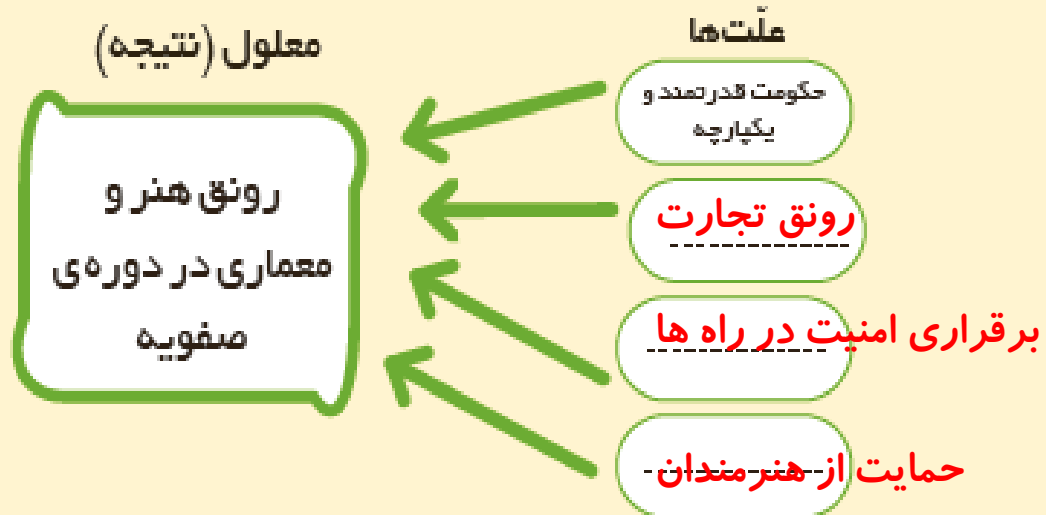 علّت‌ها
معلول (نتیجه)
حکومت قدرتمند و
یکپارچه
رونق تجارت
برقراری امنیت در راه ها
حمایت از هنرمندان
رونق هنر و
معماری در دوره‌ی
صفویه